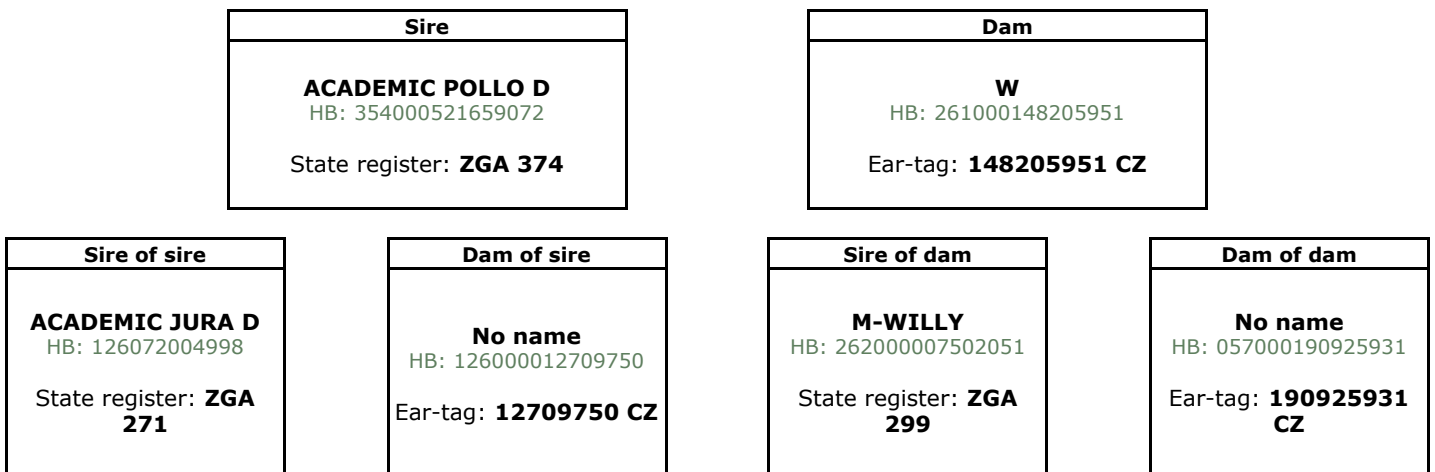 Sire
ACADEMIC POLLO D
HB: 354000521659072
State register: ZGA 374
Dam
W
HB: 261000148205951
Ear-tag: 148205951 CZ
Sire of sire
ACADEMIC JURA D
HB: 126072004998
State register: ZGA
271
Dam of sire
No name
HB: 126000012709750
Ear-tag: 12709750 CZ
Sire of dam
M-WILLY
HB: 262000007502051
State register: ZGA
299
Dam of dam
No name
HB: 057000190925931
Ear-tag: 190925931
CZ